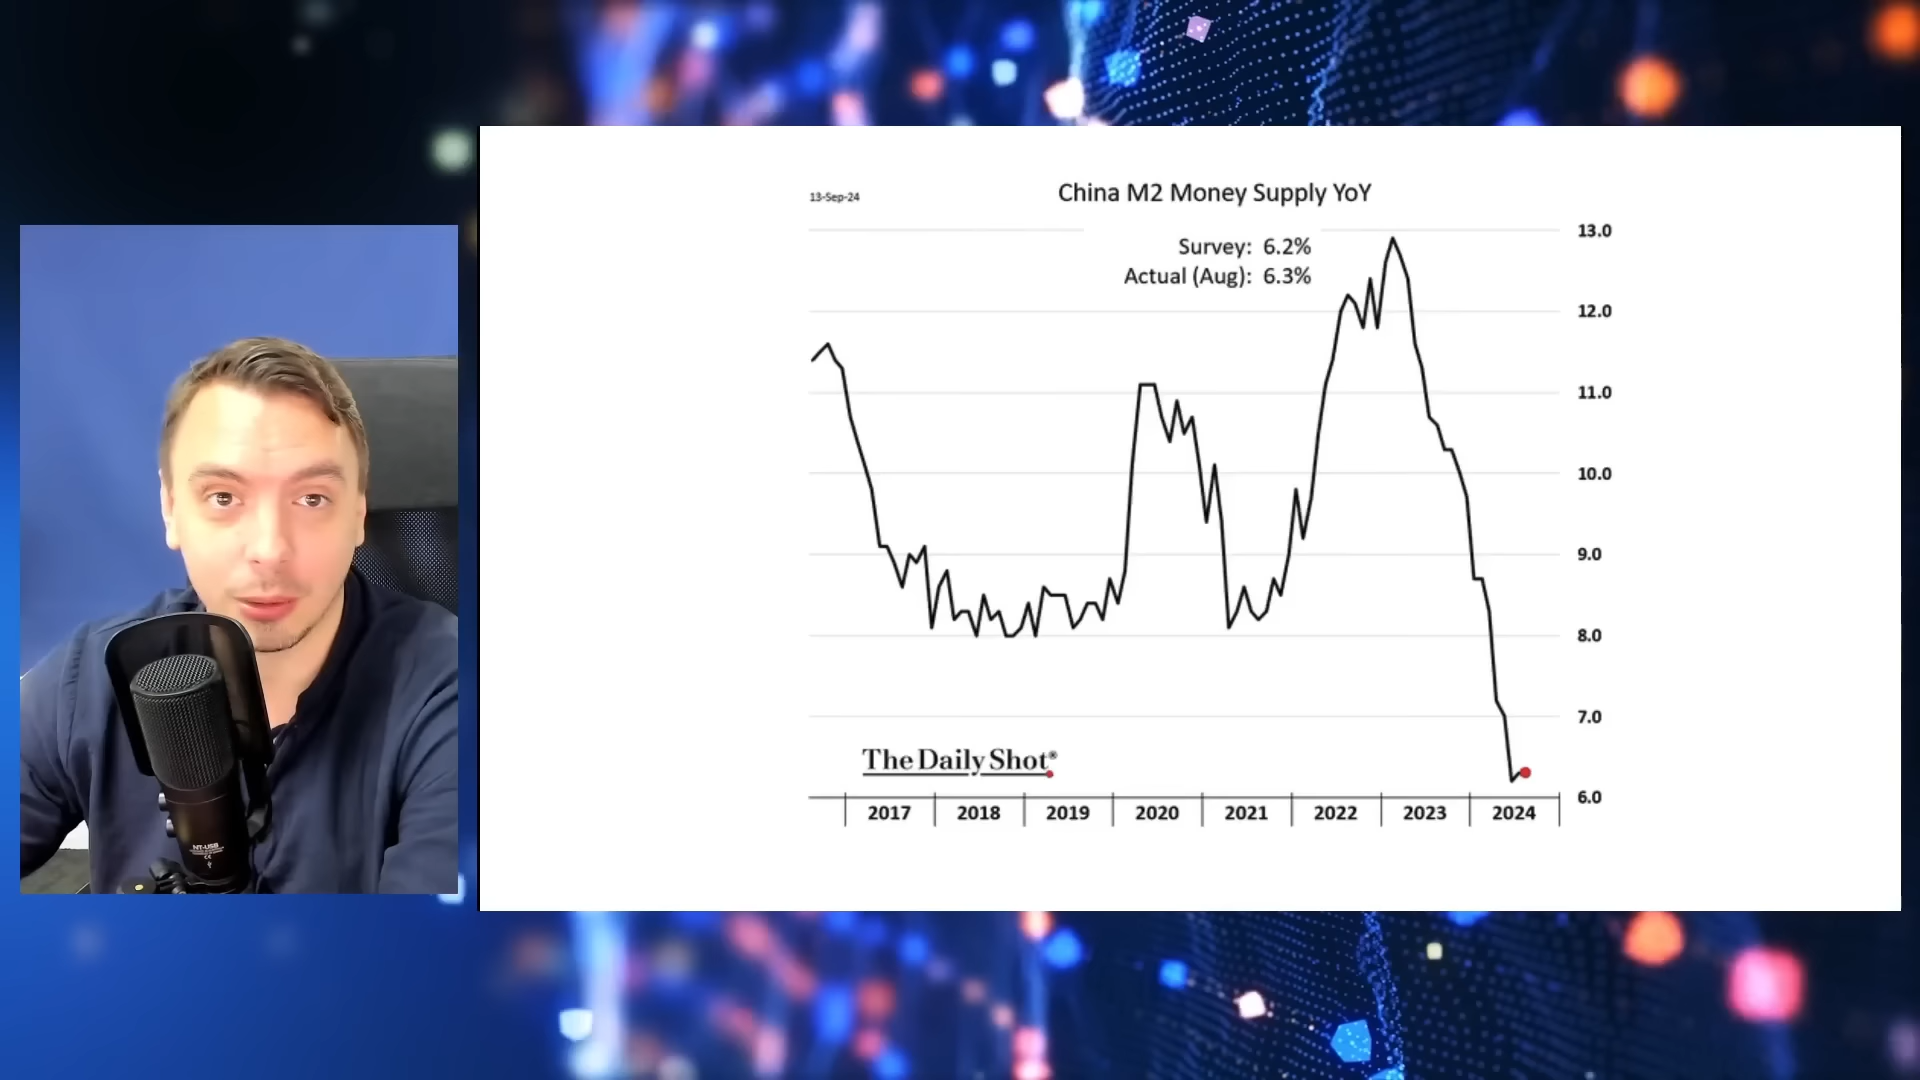 13-Sep-24
China M2 Money Supply YoY
Survey: 6.2%
Actual (Aug): 6.3%
13.0
12.0
11.0
10.0
9.0
8.0
7.0
6.0
The Daily Shot®
2017 2018 2019 2020 2021 2022 2023 2024
NT-USB